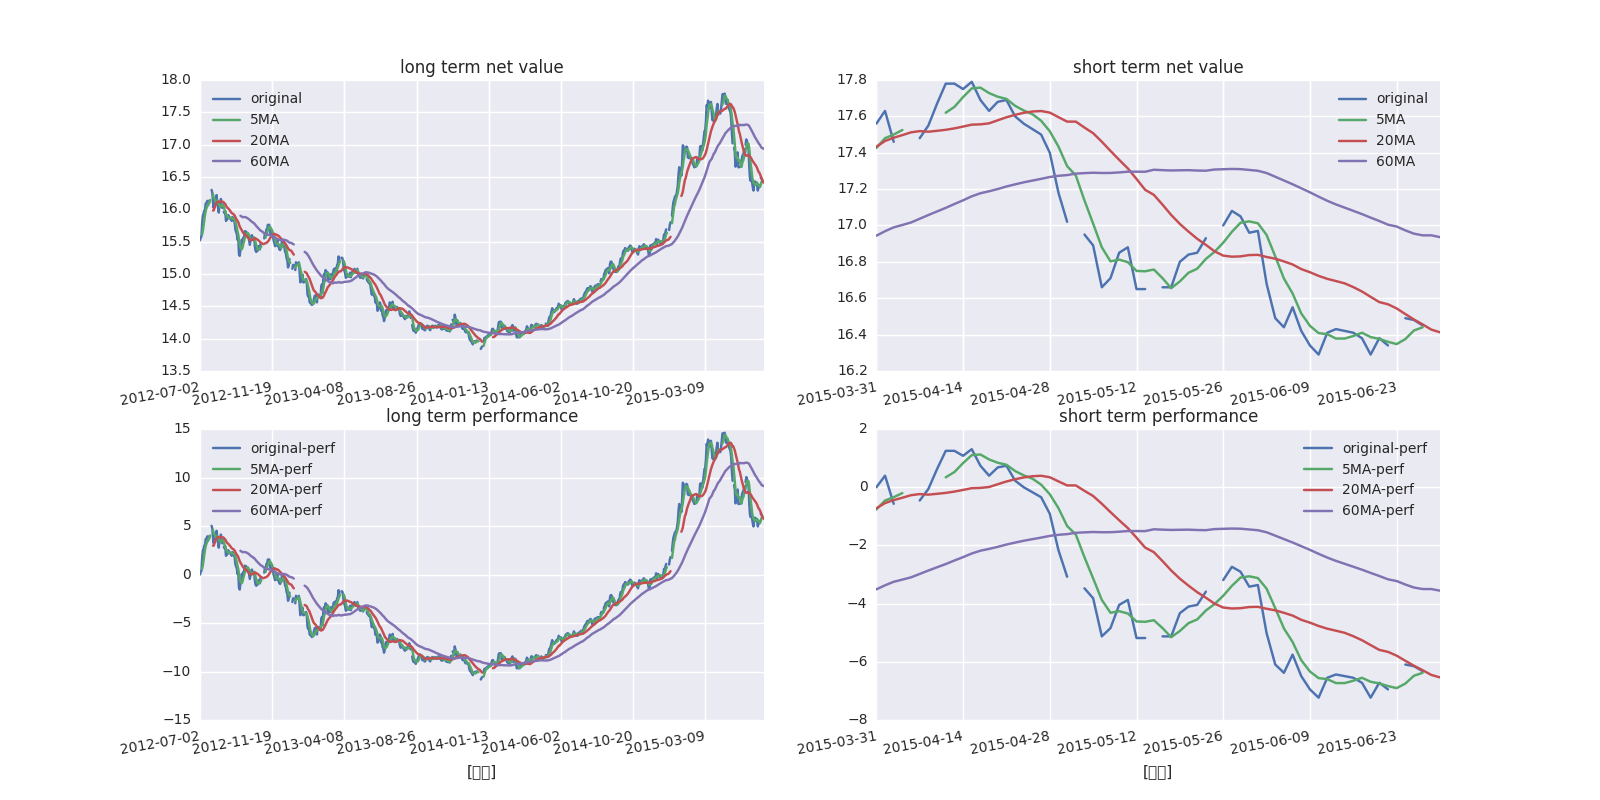 long term net value
18.0
17.5
17.0
16.5
16.0
15.5
15.0
14.5
14.0
13.5
original
5MA
20MA
60MA
2012-07-02 2012-11-19 2013-04-08 2013-08-26 2014-01-13 2014-06-02 2014-10-20 2015-03-09
short term net value
17.8
17.6
17.4
17.2
17.0
16.8
16.6
16.4
16.2
original
5MA
20MA
60MA
2015-03-31 2015-04-14 2015-04-28 2015-05-12 2015-05-26 2015-06-09 2015-06-23
long term performance
15
10
5
0
−5
−10
−15
original-perf
5MA-perf
20MA-perf
60MA-perf
2012-07-02 2012-11-19 2013-04-08 2013-08-26 2014-01-13 2014-06-02 2014-10-20 2015-03-09
[▯▯]
short term performance
2
0
−2
−4
−6
−8
original-perf
5MA-perf
20MA-perf
60MA-perf
2015-03-31 2015-04-14 2015-04-28 2015-05-12 2015-05-26 2015-06-09 2015-06-23
[▯▯]